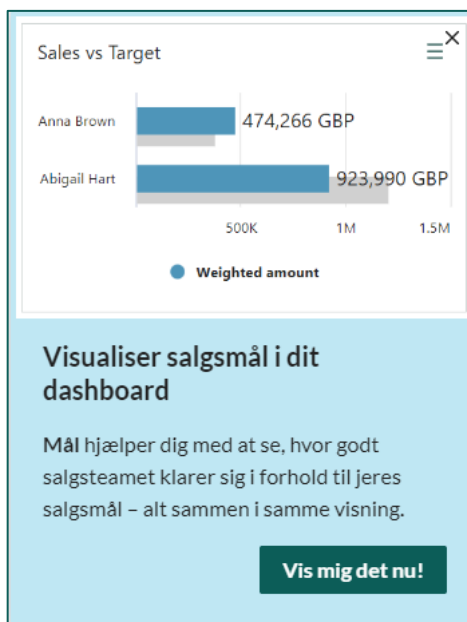 Sales vs Target
Anna Brown
474,266 GBP
Abigail Hart
923,990 GBP
500K 1M 1.5M
Weighted amount
Visualiser salgsmål i dit
dashboard
Mål hjælper dig med at se, hvor godt
salgsteamet klarer sig i forhold til jeres
salgsmål – alt sammen i samme visning.
Vis mig det nu!